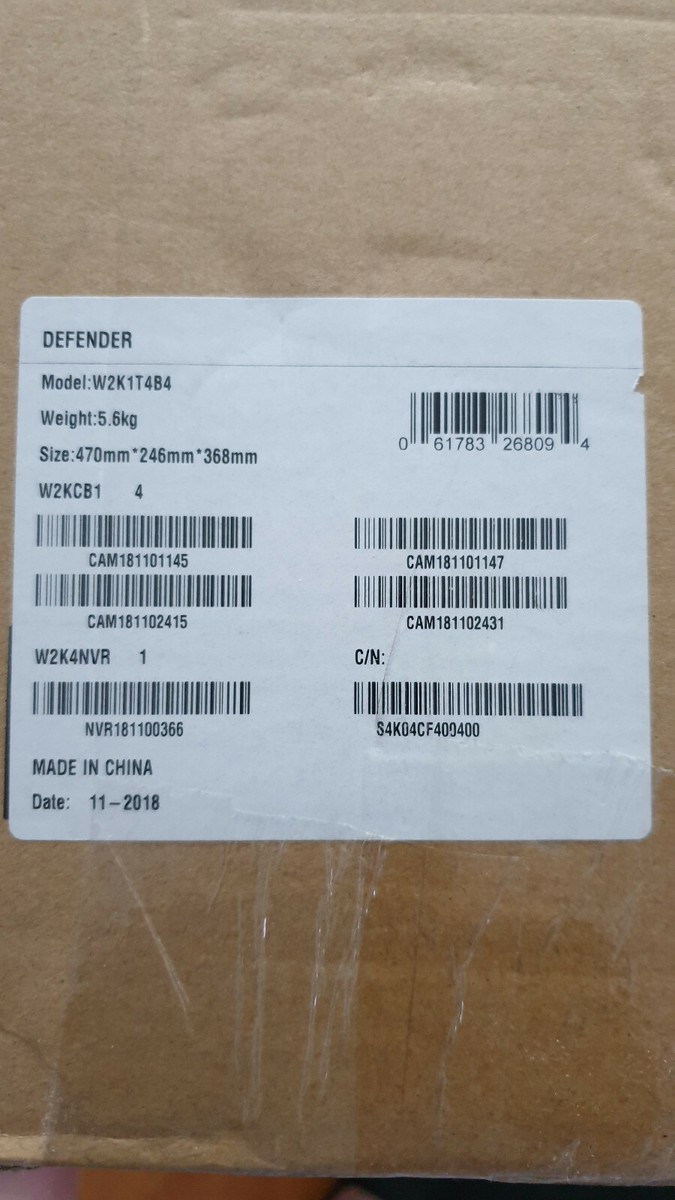 DEFENDER
Model:W2K1T4B4
Weight:5.6kg
Size:470mm*246mm*368mm
0 61783 26809 4
W2KCB1 4
CAM181101145 CAM181101147
CAM181102415 CAM181102431
W2K4NVR 1 C/N:
NVR181100366 S4K04CF400400
MADE IN CHINA
Date: 11-2018